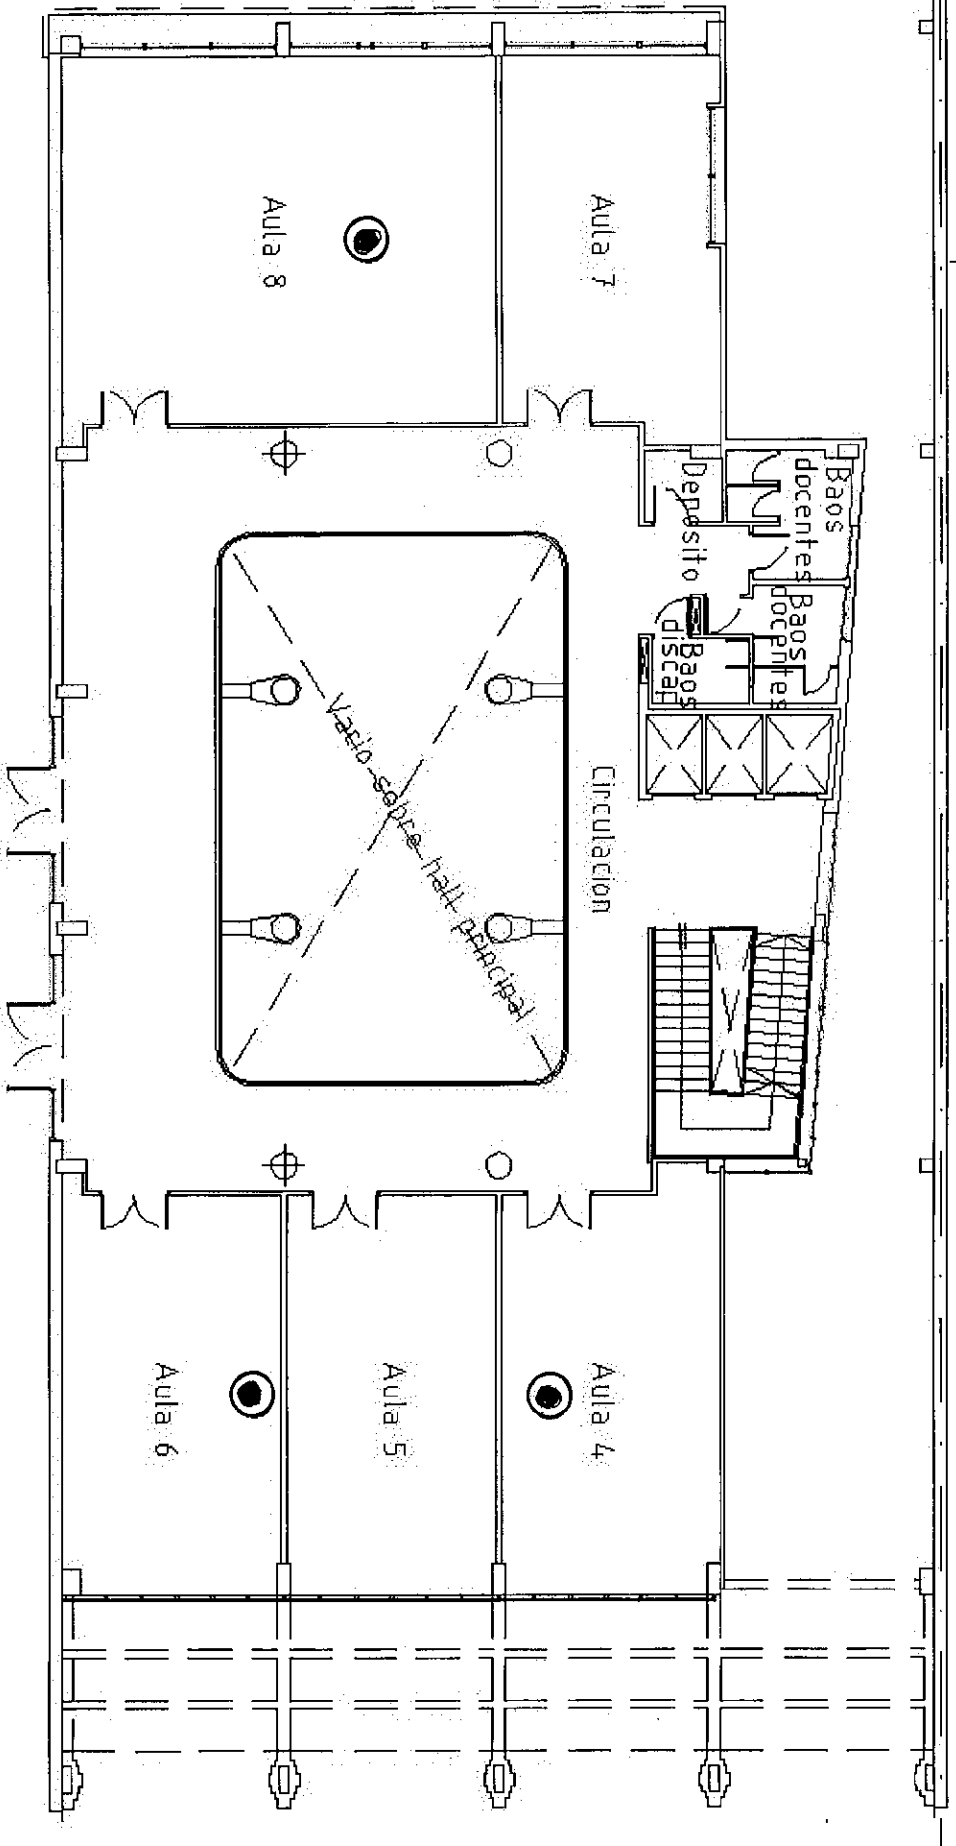 Aula 8
Aula 7
Deposito
Baos
docentes
Baos
docentes
Baos
discap
Vacio sobre hall principal
Circulacion
Aula 6
Aula 5
Aula 4